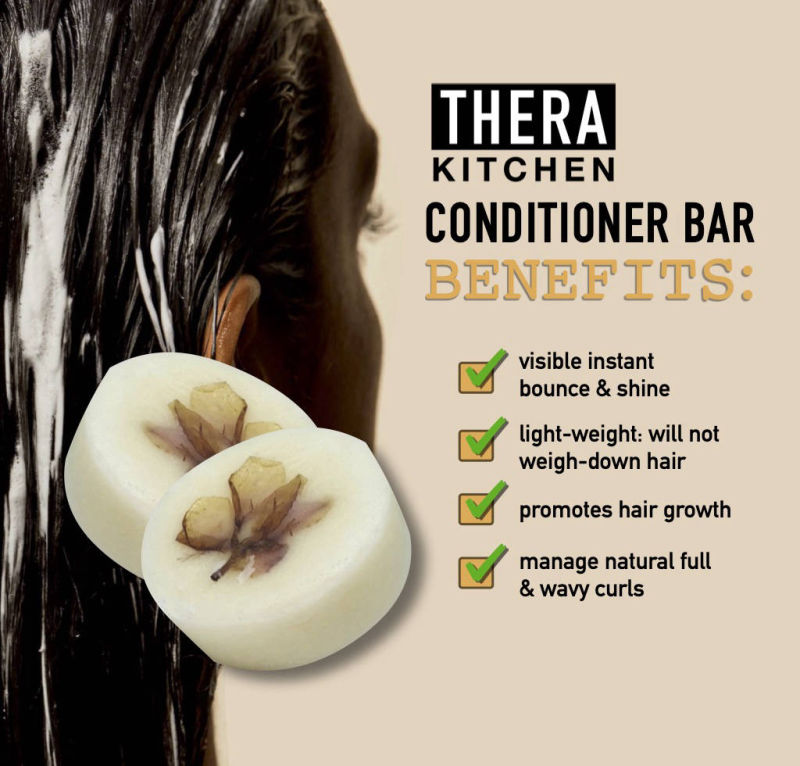 THERA
KITCHEN
CONDITIONER BAR
BENEFITS:
visible instant
bounce & shine
light-weight: will not
weigh-down hair
promotes hair growth
manage natural full
& wavy curls